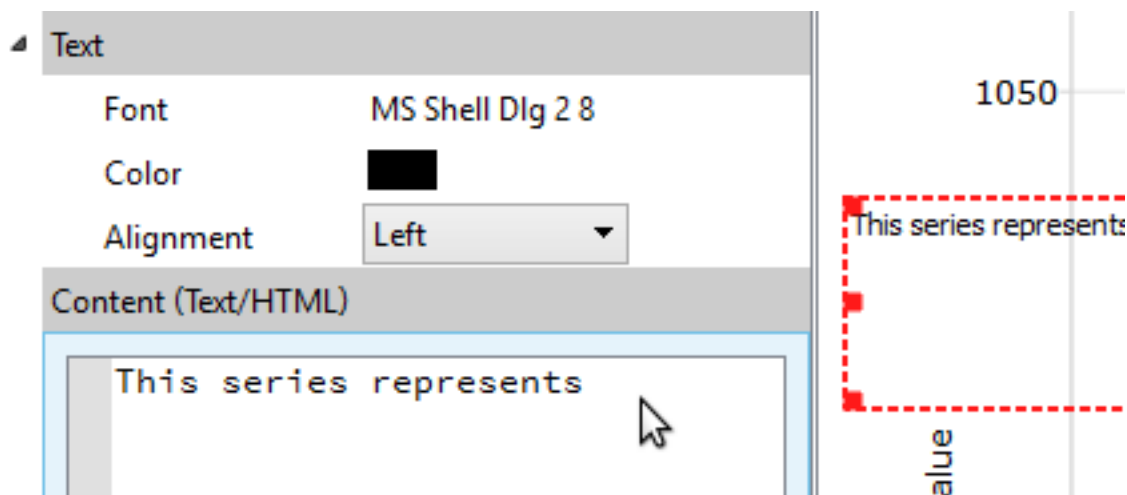 Text
Font MS Shell Dlg 2 8
Color
Alignment Left
Content (Text/HTML)
This series represents
1050
This series represents
alue